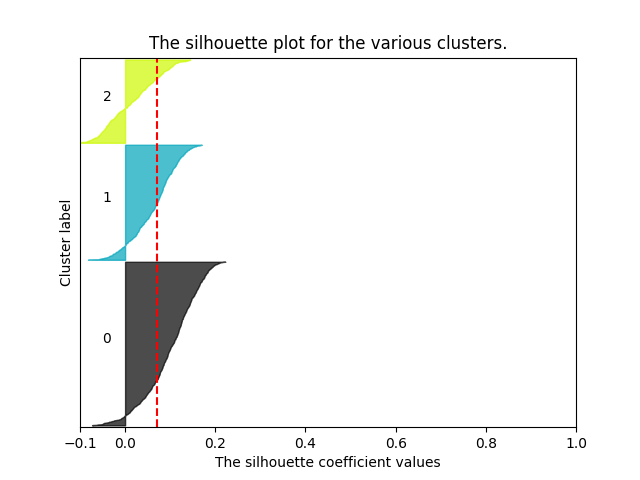 The silhouette plot for the various clusters.
2
1
0
Cluster label
−0.1 0.0 0.2 0.4 0.6 0.8 1.0
The silhouette coefficient values